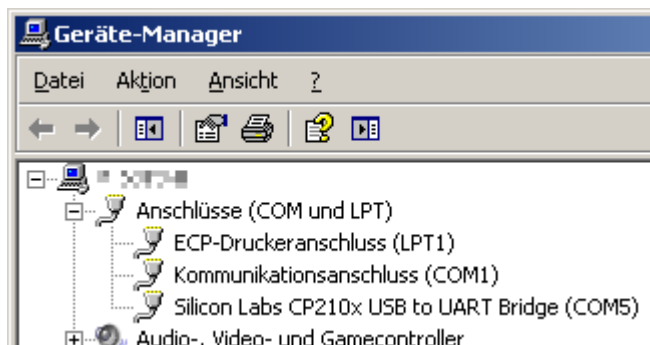 Geräte-Manager
Datei Aktion Ansicht ?
Anschlüsse (COM und LPT)
ECP-Druckeranschluss (LPT1)
Kommunikationsanschluss (COM1)
Silicon Labs CP210x USB to UART Bridge (COM5)
Audio-, Video- und Gamecontroller